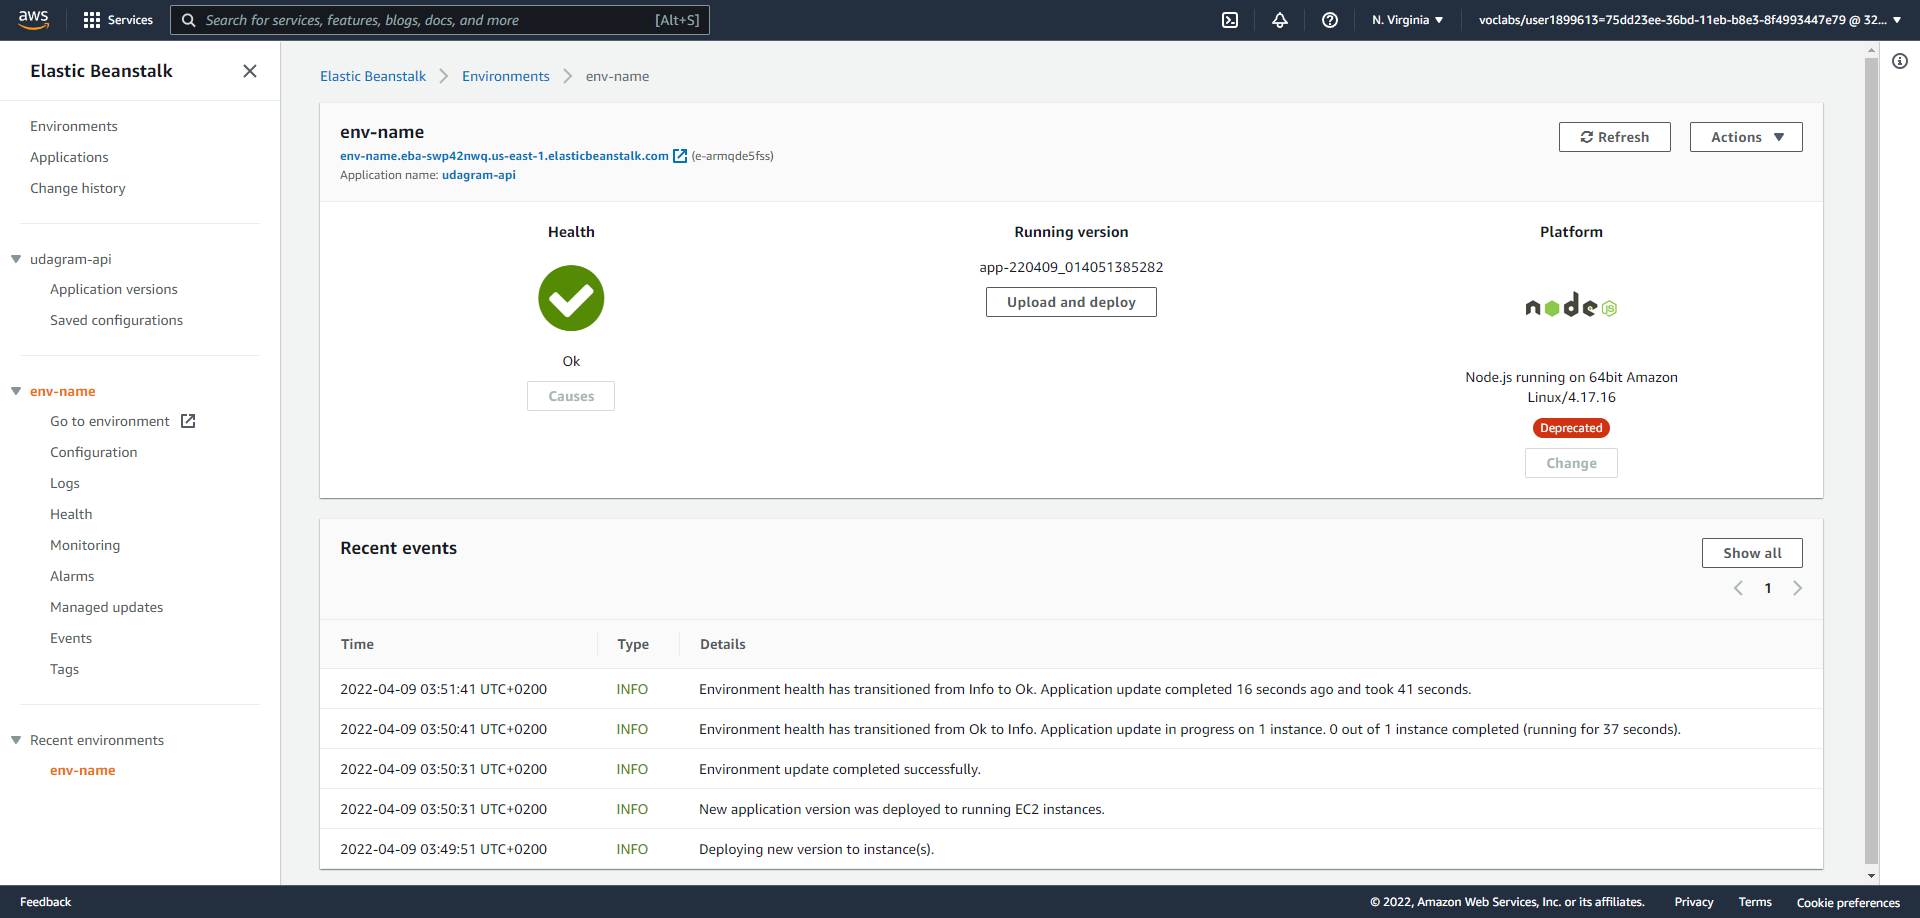 aws
Services
Search for services, features, blogs, docs, and more [Alt+S]
N. Virginia
voclabs/user1899613=75dd23ee-36bd-11eb-b8e3-8f4993447e79 @ 32...
Elastic Beanstalk
Environments
Applications
Change history
udagram-api
Application versions
Saved configurations
env-name
Go to environment
Configuration
Logs
Health
Monitoring
Alarms
Managed updates
Events
Tags
Recent environments
env-name
Elastic Beanstalk Environments env-name
env-name
env-name.eba-swp42nwq.us-east-1.elasticbeanstalk.com (e-armqde5fss)
Application name: udagram-api
Refresh
Actions
Health
Ok
Causes
Running version
app-220409_014051385282
Upload and deploy
Platform
node JS
Node.js running on 64bit Amazon
Linux/4.17.16
Deprecated
Change
Recent events
Show all
1
Time Type Details
2022-04-09 03:51:41 UTC+0200 INFO Environment health has transitioned from Info to Ok. Application update completed 16 seconds ago and took 41 seconds.
2022-04-09 03:50:41 UTC+0200 INFO Environment health has transitioned from Ok to Info. Application update in progress on 1 instance. 0 out of 1 instance completed (running for 37 seconds).
2022-04-09 03:50:31 UTC+0200 INFO Environment update completed successfully.
2022-04-09 03:50:31 UTC+0200 INFO New application version was deployed to running EC2 instances.
2022-04-09 03:49:51 UTC+0200 INFO Deploying new version to instance(s).
Feedback
© 2022, Amazon Web Services, Inc. or its affiliates. Privacy Terms Cookie preferences